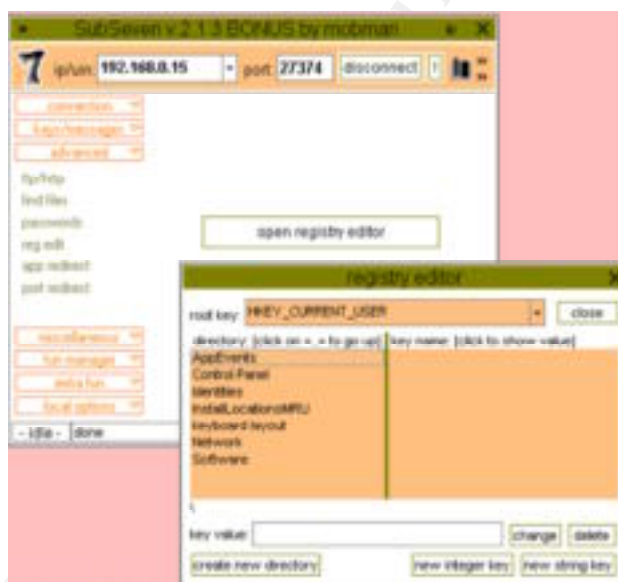 SubSeven v.2.1.3 BONUS by mobman
ip/uin: 192.168.0.15 port: 27374 disconnect !
connection
keys/messages
advanced
ftp/http
find files
passwords
reg edit
app redirect
port redirect
open registry editor
miscellaneous
fun manager
extra fun
local options
- idle - done
registry editor
root key: HKEY_CURRENT_USER close
directory: [click on <..> to go up] key name: [click to show value]
AppEvents
Control Panel
Identities
InstallLocationsMRU
keyboard layout
Network
Software
\
key value: change delete
create new directory new integer key new string key